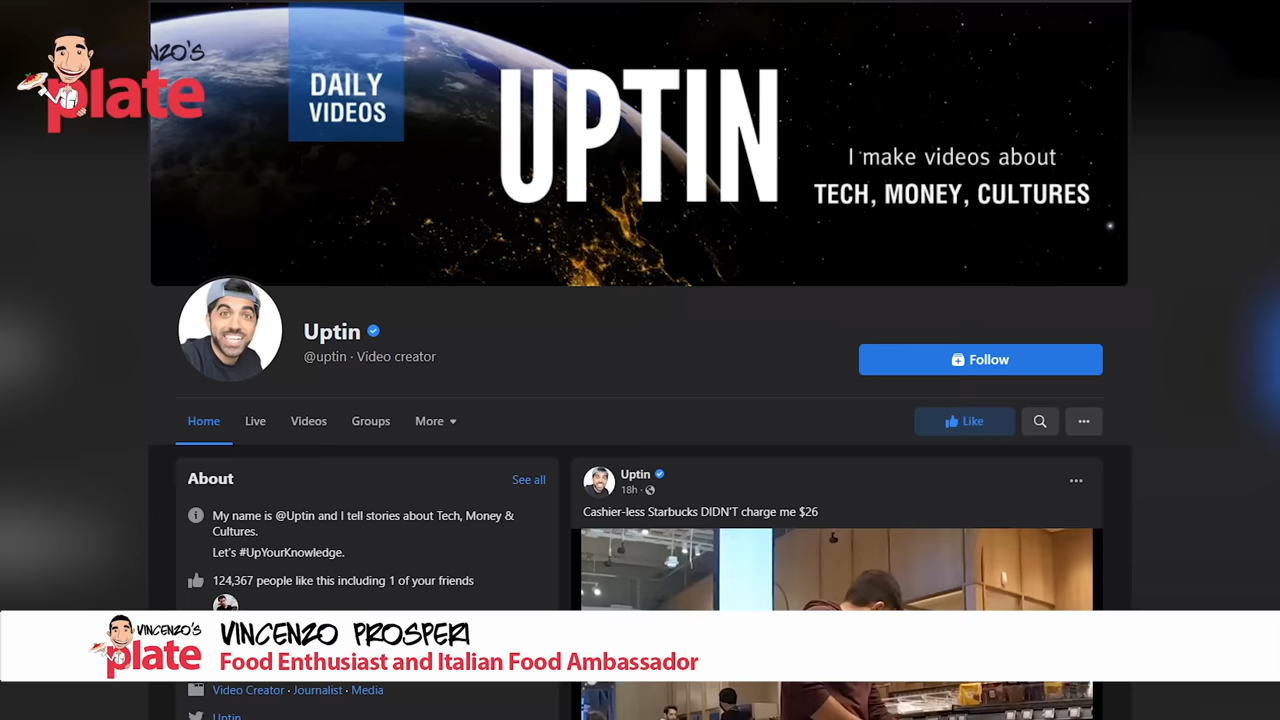 NZO'S
plate
DAILY
VIDEOS
UPTIN
I make videos about
TECH, MONEY, CULTURES
Uptin
@uptin · Video creator
Follow
Home Live Videos Groups More
Like
About
See all
My name is @Uptin and I tell stories about Tech, Money &
Cultures.
Let's #UpYourKnowledge.
124,367 people like this including 1 of your friends
Uptin
18h ·
Cashier-less Starbucks DIDN'T charge me $26
VINCENZO'S
plate
VINCENZO PROSPERI
Food Enthusiast and Italian Food Ambassador
Video Creator · Journalist · Media
Uptin